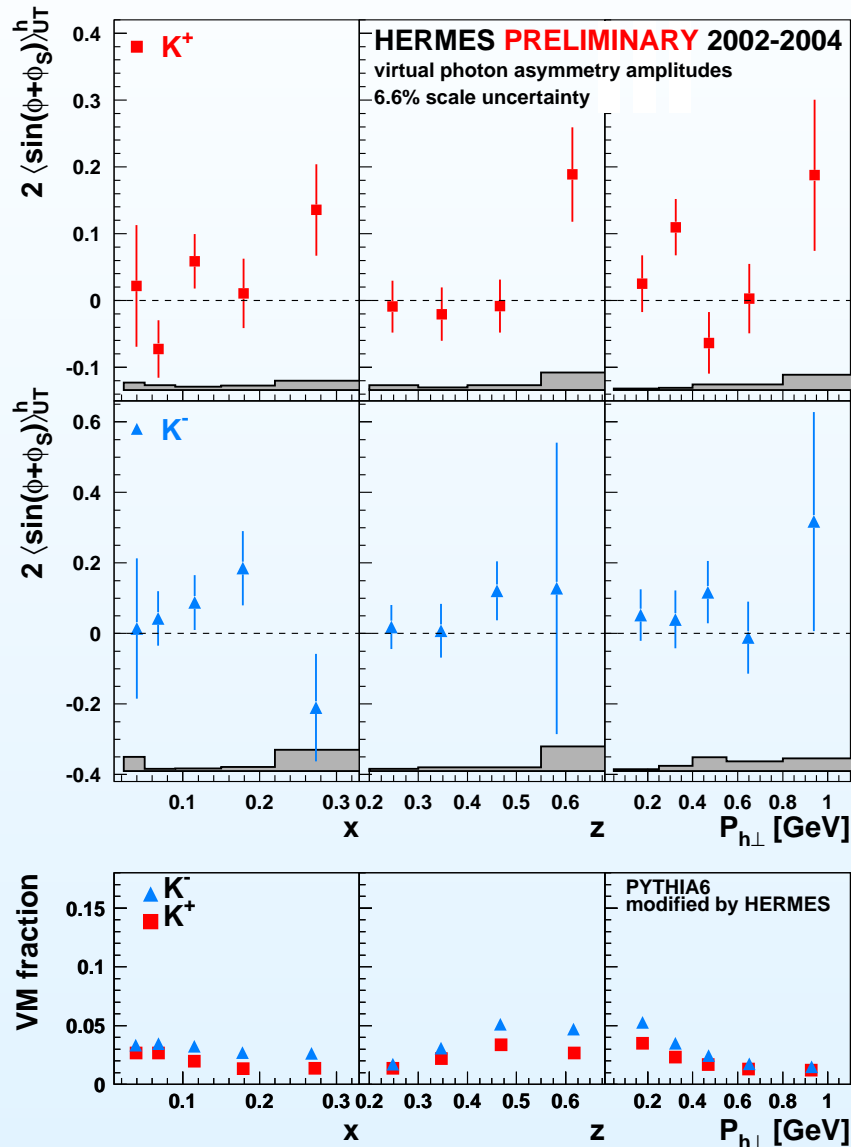 HERMES PRELIMINARY 2002-2004
virtual photon asymmetry amplitudes
6.6% scale uncertainty
K+
2 ⟨sin(φ+φS)⟩hUT
0.4
0.3
0.2
0.1
0
-0.1
K-
2 ⟨sin(φ+φS)⟩hUT
0.6
0.4
0.2
0
-0.2
-0.4
0.1 0.2 0.3 0.2 0.3 0.4 0.5 0.6 0.2 0.4 0.6 0.8 1
x z Ph⊥ [GeV]
VM fraction
K-
K+
PYTHIA6
modified by HERMES
0.15
0.1
0.05
0
0.1 0.2 0.3 0.2 0.3 0.4 0.5 0.6 0.2 0.4 0.6 0.8 1
x z Ph⊥ [GeV]